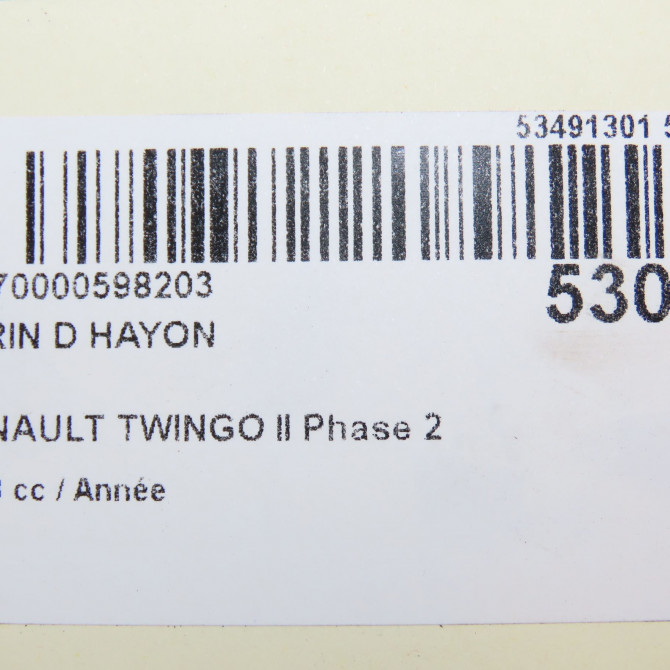 53491301 5
70000598203
530
RIN D HAYON
NAULT TWINGO II Phase 2
cc / Année